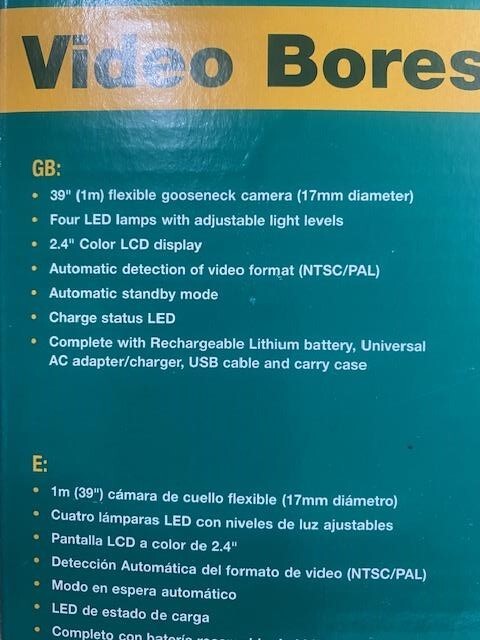 Video Bores
GB:
• 39" (1m) flexible gooseneck camera (17mm diameter)
• Four LED lamps with adjustable light levels
• 2.4" Color LCD display
• Automatic detection of video format (NTSC/PAL)
• Automatic standby mode
• Charge status LED
• Complete with Rechargeable Lithium battery, Universal
AC adapter/charger, USB cable and carry case
E:
• 1m (39") cámara de cuello flexible (17mm diámetro)
• Cuatro lámparas LED con niveles de luz ajustables
• Pantalla LCD a color de 2.4"
• Detección Automática del formato de video (NTSC/PAL)
• Modo en espera automático
• LED de estado de carga
• Completo con batería